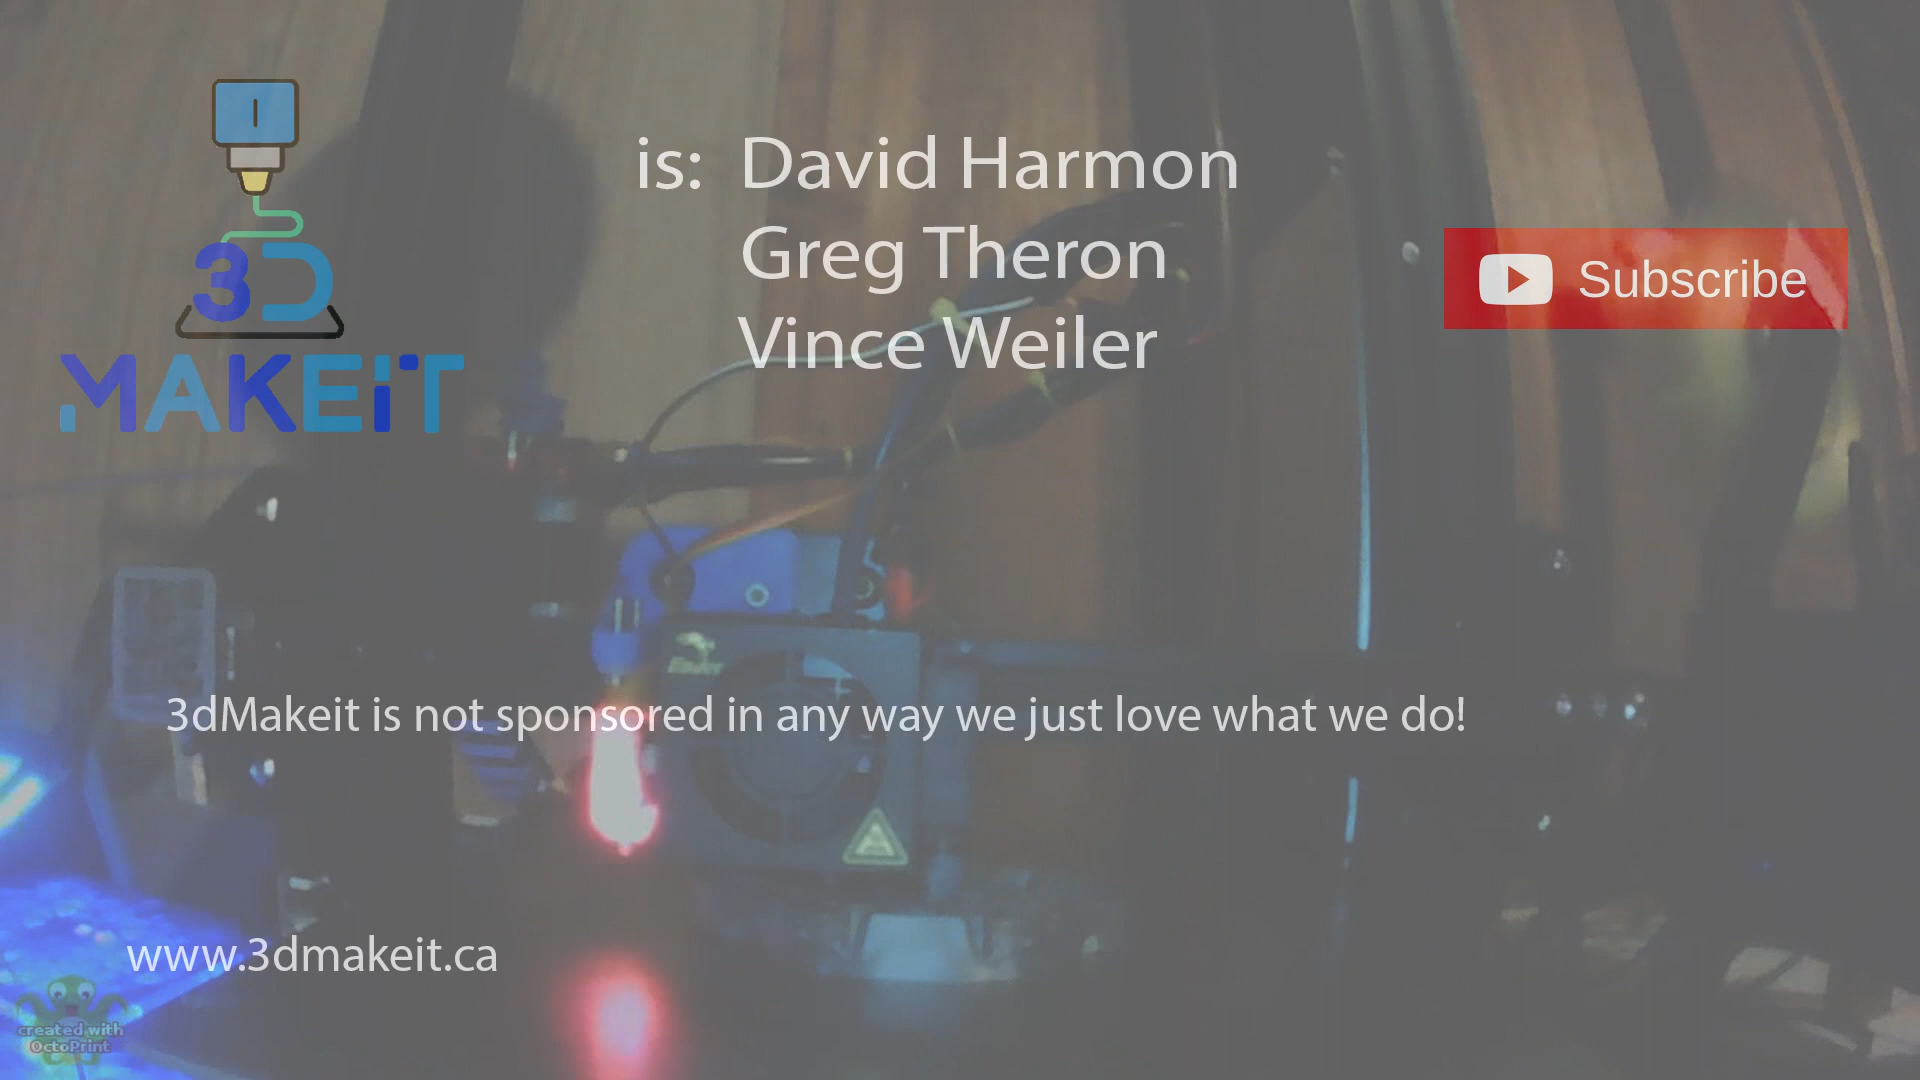 3D
MAKEIT
is: David Harmon
Greg Theron
Vince Weiler
Subscribe
3dMakeit is not sponsored in any way we just love what we do!
www.3dmakeit.ca
created with
OctoPrint